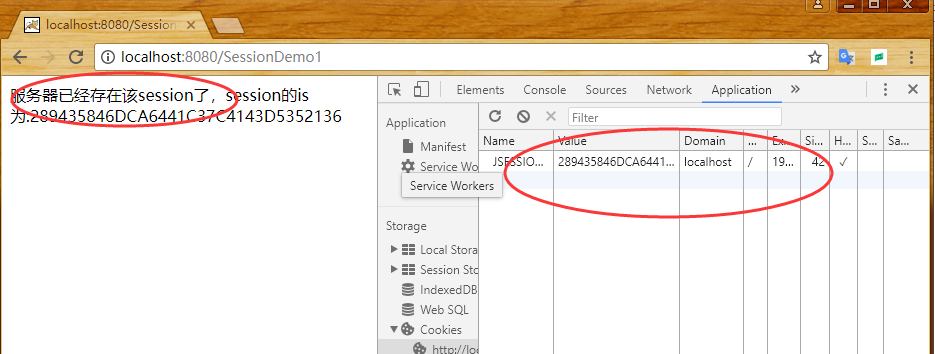 localhost:8080/Session
localhost:8080/SessionDemo1
服务器已经存在该session了，session的is
为:289435846DCA6441C37C4143D5352136
Elements Console Sources Network Application
Application
Manifest
Service Wo
Service Workers
Storage
Local Stora
Session Sto
IndexedDB
Web SQL
Cookies
http://loc
Filter
Name Value Domain ... Ex... Si... H... S... Sa...
JSESSIO... 289435846DCA6441... localhost / 19... 42 ✓